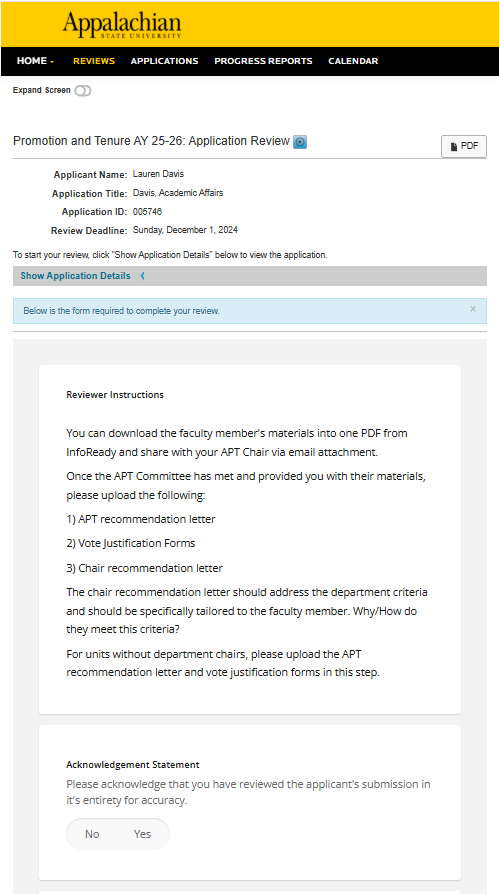 Appalachian
STATE UNIVERSITY
HOME
REVIEWS
APPLICATIONS
PROGRESS REPORTS
CALENDAR
Expand Screen
Promotion and Tenure AY 25-26: Application Review
PDF
Applicant Name: Lauren Davis
Application Title: Davis, Academic Affairs
Application ID: 005746
Review Deadline: Sunday, December 1, 2024
To start your review, click "Show Application Details" below to view the application.
Show Application Details
Below is the form required to complete your review.
×
Reviewer Instructions
You can download the faculty member's materials into one PDF from
InfoReady and share with your APT Chair via email attachment.
Once the APT Committee has met and provided you with their materials,
please upload the following:
1) APT recommendation letter
2) Vote Justification Forms
3) Chair recommendation letter
The chair recommendation letter should address the department criteria
and should be specifically tailored to the faculty member. Why/How do
they meet this criteria?
For units without department chairs, please upload the APT
recommendation letter and vote justification forms in this step.
Acknowledgement Statement
Please acknowledge that you have reviewed the applicant's submission in
it's entirety for accuracy.
No
Yes